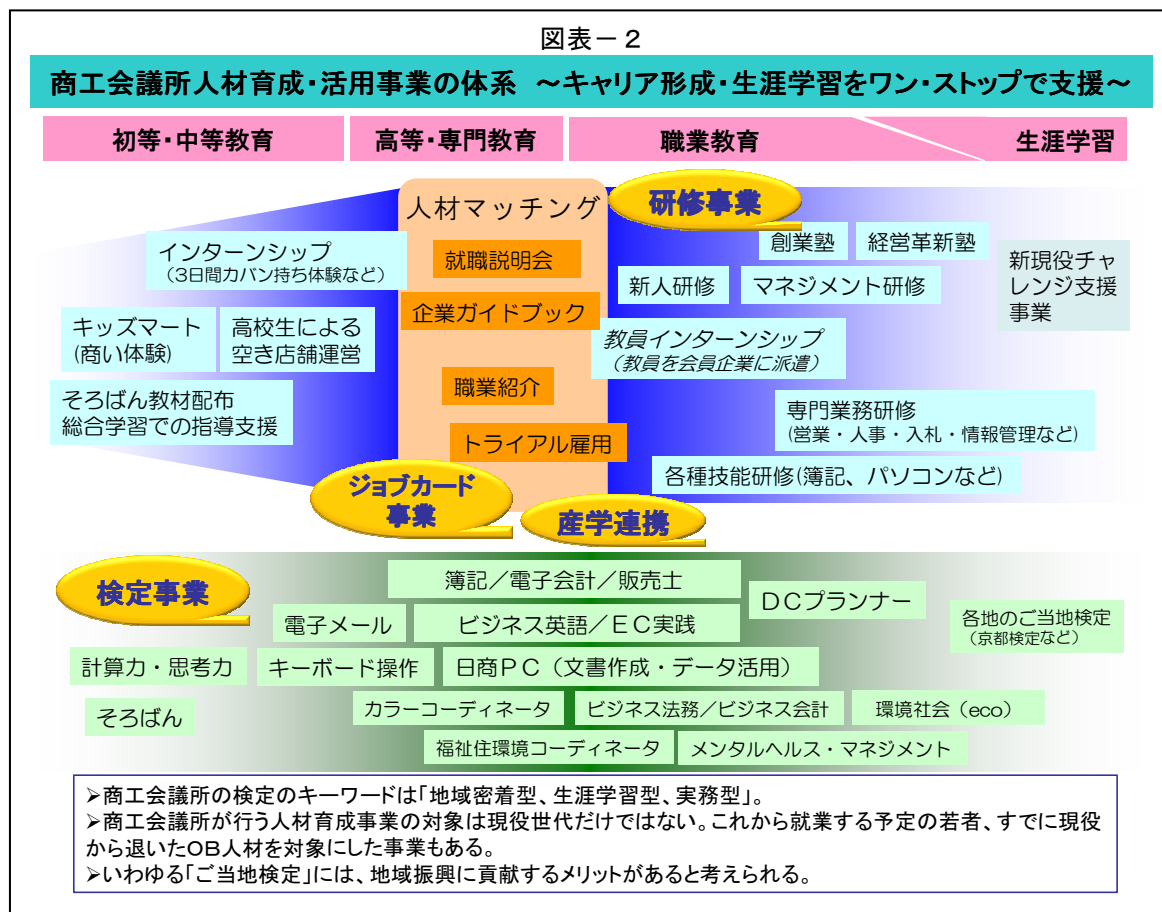 図表－２
商工会議所人材育成・活用事業の体系　～キャリア形成・生涯学習をワン・ストップで支援～
初等・中等教育
高等・専門教育
職業教育
生涯学習
人材マッチング
研修事業
インターンシップ
（３日間カバン持ち体験など）
就職説明会
創業塾
経営革新塾
新現役チャ
レンジ支援
事業
新人研修
マネジメント研修
企業ガイドブック
キッズマート
(商い体験)
高校生による
空き店舗運営
教員インターンシップ
（教員を会員企業に派遣）
職業紹介
そろばん教材配布
総合学習での指導支援
専門業務研修
(営業・人事・入札・情報管理など)
トライアル雇用
各種技能研修(簿記、パソコンなど)
ジョブカード
事業
産学連携
検定事業
簿記／電子会計／販売士
ＤＣプランナー
電子メール
ビジネス英語／ＥＣ実践
各地のご当地検定
（京都検定など）
計算力・思考力
キーボード操作
日商ＰＣ（文書作成・データ活用）
そろばん
カラーコーディネータ
ビジネス法務／ビジネス会計
環境社会（eco）
福祉住環境コーディネータ
メンタルヘルス・マネジメント
➢商工会議所の検定のキーワードは「地域密着型、生涯学習型、実務型」。
➢商工会議所が行う人材育成事業の対象は現役世代だけではない。これから就業する予定の若者、すでに現役
から退いたOB人材を対象にした事業もある。
➢いわゆる「ご当地検定」には、地域振興に貢献するメリットがあると考えられる。